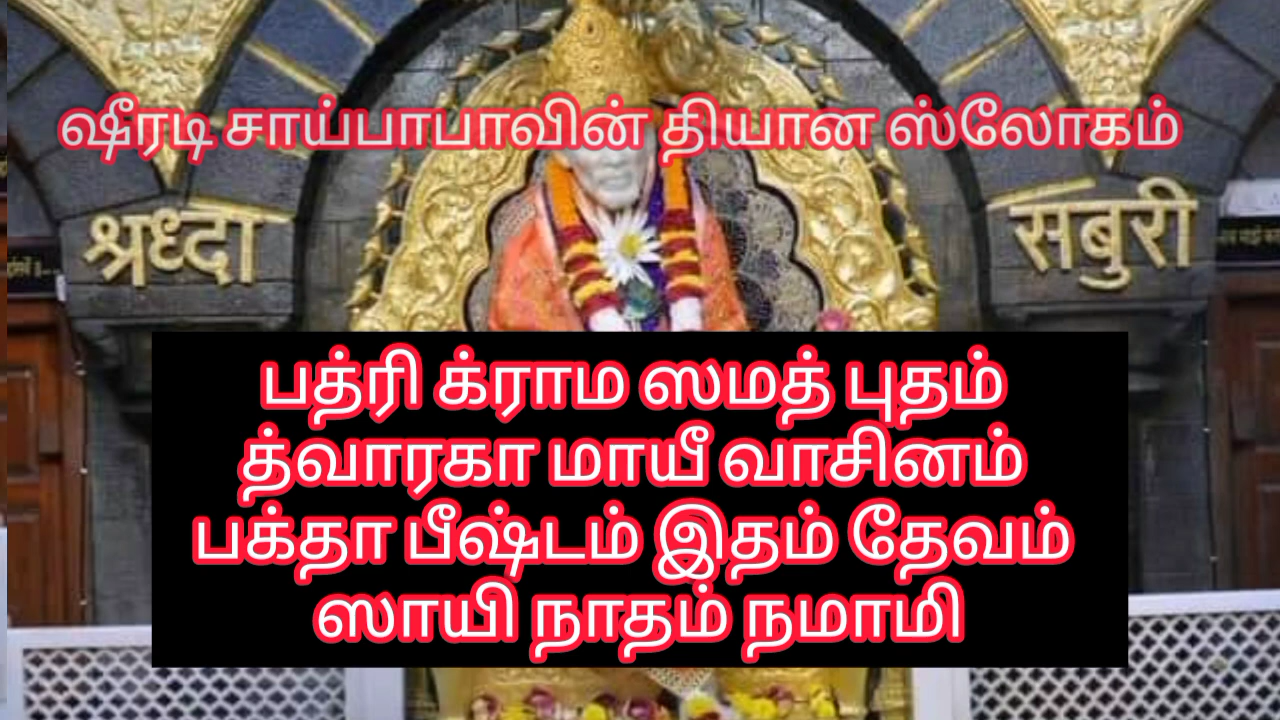 ஷீரடி சாய்பாபாவின் தியான ஸ்லோகம்
श्रध्दा
सबुरी
பத்ரி க்ராம ஸமத் புதம்
த்வாரகா மாயீ வாசினம்
பக்தா பீஷ்டம் இதம் தேவம்
ஸாயி நாதம் நமாமி